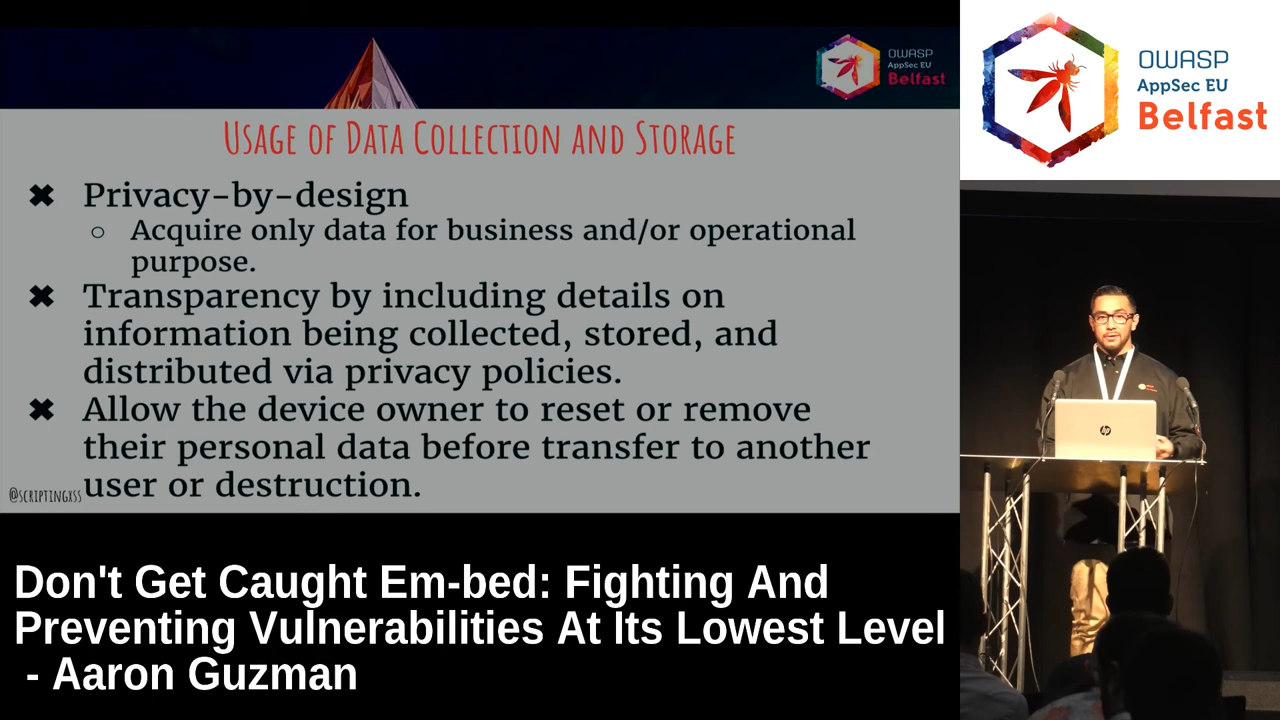 OWASP
AppSec EU
Belfast
USAGE OF DATA COLLECTION AND STORAGE
✖ Privacy-by-design
○ Acquire only data for business and/or operational
purpose.
✖ Transparency by including details on
information being collected, stored, and
distributed via privacy policies.
✖ Allow the device owner to reset or remove
their personal data before transfer to another
user or destruction.
@SCRIPTINGXSS
OWASP
AppSec EU
Belfast
hp
Don't Get Caught Em-bed: Fighting And
Preventing Vulnerabilities At Its Lowest Level
- Aaron Guzman